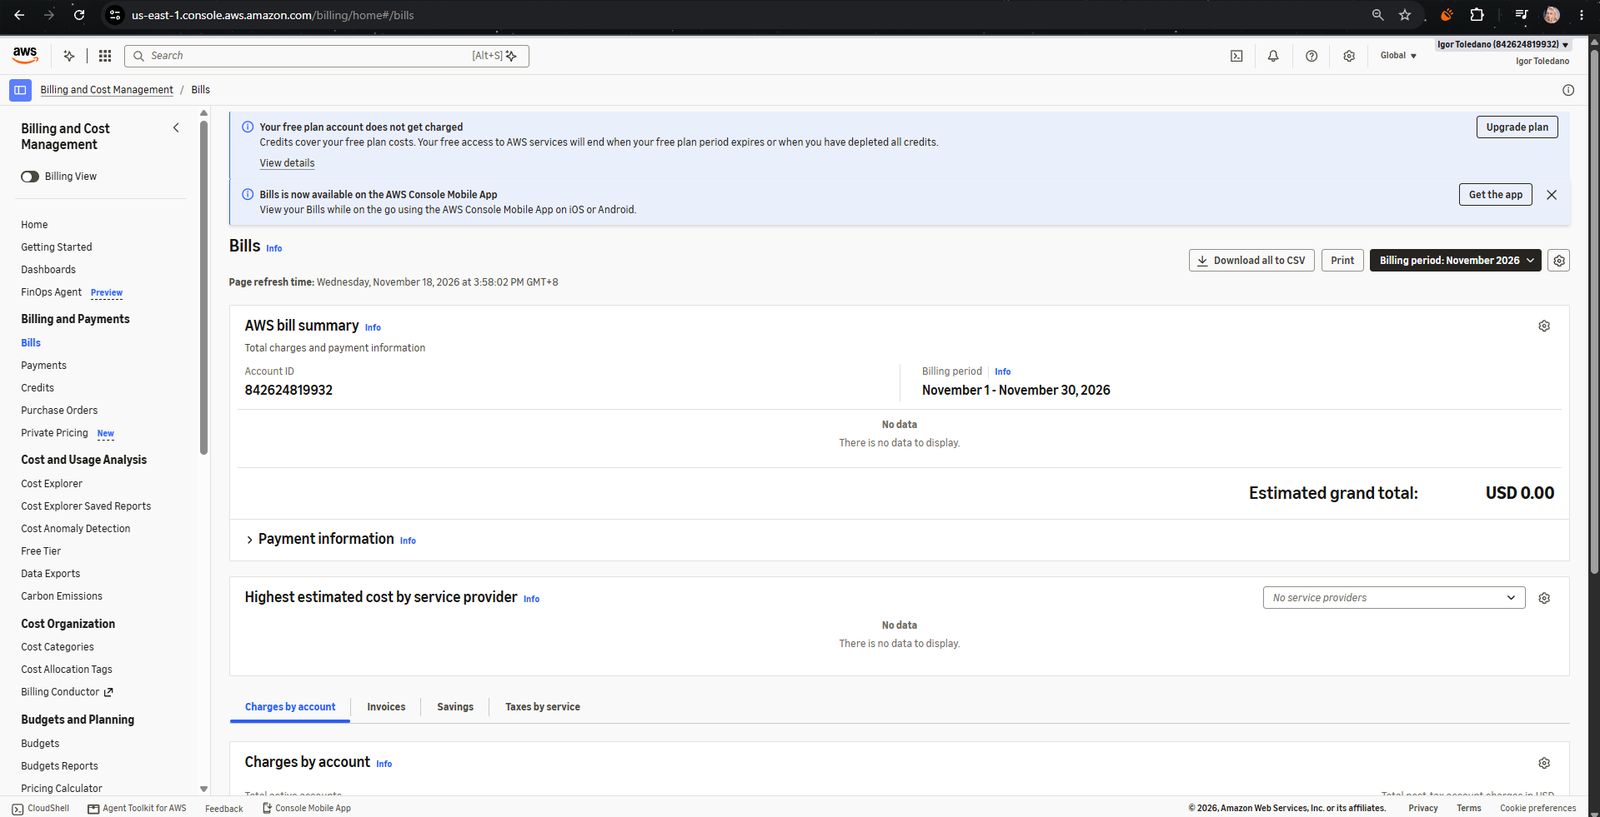 us-east-1.console.aws.amazon.com/billing/home#/bills
aws
Search
[Alt+S]
Global
Igor Toledano (842624819932)
Igor Toledano
Billing and Cost Management / Bills
Billing and Cost
Management
Billing View
Home
Getting Started
Dashboards
FinOps Agent Preview
Billing and Payments
Bills
Payments
Credits
Purchase Orders
Private Pricing New
Cost and Usage Analysis
Cost Explorer
Cost Explorer Saved Reports
Cost Anomaly Detection
Free Tier
Data Exports
Carbon Emissions
Cost Organization
Cost Categories
Cost Allocation Tags
Billing Conductor
Budgets and Planning
Budgets
Budgets Reports
Pricing Calculator
Your free plan account does not get charged
Credits cover your free plan costs. Your free access to AWS services will end when your free plan period expires or when you have depleted all credits.
View details
Upgrade plan
Bills is now available on the AWS Console Mobile App
View your Bills while on the go using the AWS Console Mobile App on iOS or Android.
Get the app
Bills Info
Download all to CSV
Print
Billing period: November 2026
Page refresh time: Wednesday, November 18, 2026 at 3:58:02 PM GMT+8
AWS bill summary Info
Total charges and payment information
Account ID
842624819932
Billing period Info
November 1 - November 30, 2026
No data
There is no data to display.
Estimated grand total: USD 0.00
Payment information Info
Highest estimated cost by service provider Info
No service providers
No data
There is no data to display.
Charges by account
Invoices
Savings
Taxes by service
Charges by account Info
Total active accounts
Total post-tax account charges in USD
CloudShell
Agent Toolkit for AWS
Feedback
Console Mobile App
© 2026, Amazon Web Services, Inc. or its affiliates.
Privacy
Terms
Cookie preferences